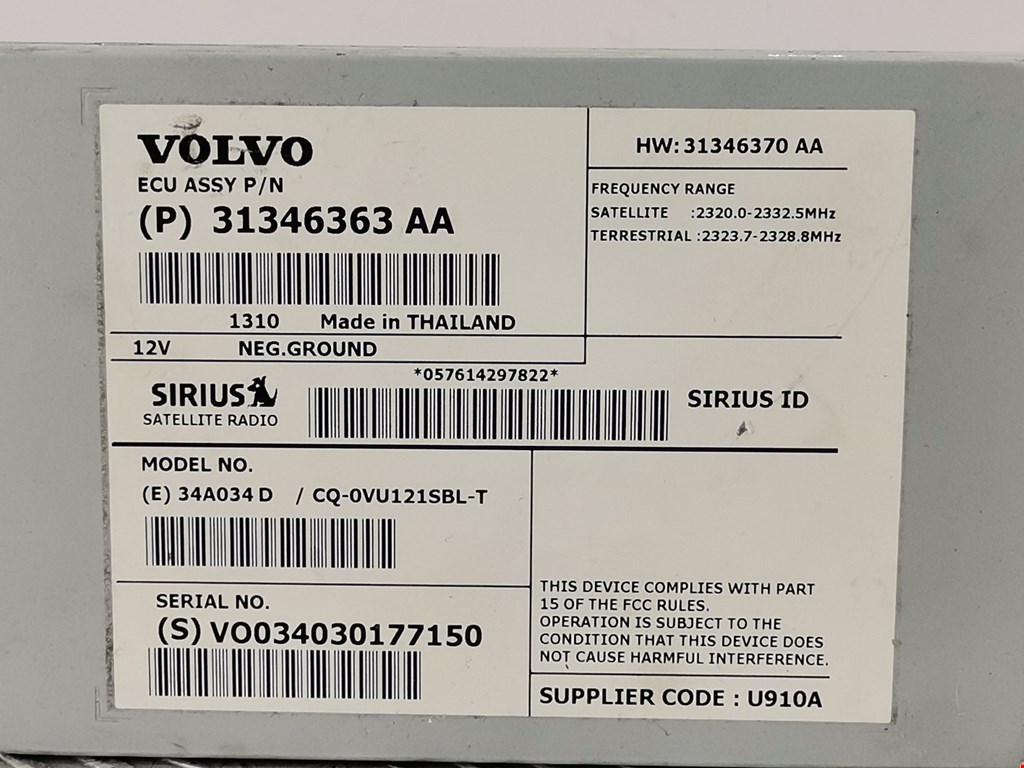 VOLVO
ECU ASSY P/N
(P) 31346363 AA
1310 Made in THAILAND
12V NEG.GROUND
HW: 31346370 AA
FREQUENCY RANGE
SATELLITE :2320.0-2332.5MHz
TERRESTRIAL :2323.7-2328.8MHz
*057614297822*
SIRIUS
SATELLITE RADIO
SIRIUS ID
MODEL NO.
(E) 34A034 D / CQ-0VU121SBL-T
SERIAL NO.
(S) VO034030177150
THIS DEVICE COMPLIES WITH PART
15 OF THE FCC RULES.
OPERATION IS SUBJECT TO THE
CONDITION THAT THIS DEVICE DOES
NOT CAUSE HARMFUL INTERFERENCE.
SUPPLIER CODE : U910A